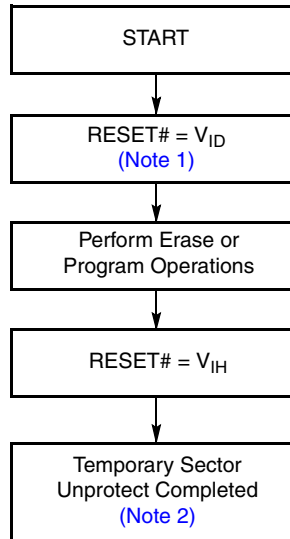 START
RESET# = VID
(Note 1)
Perform Erase or
Program Operations
RESET# = VIH
Temporary Sector
Unprotect Completed
(Note 2)